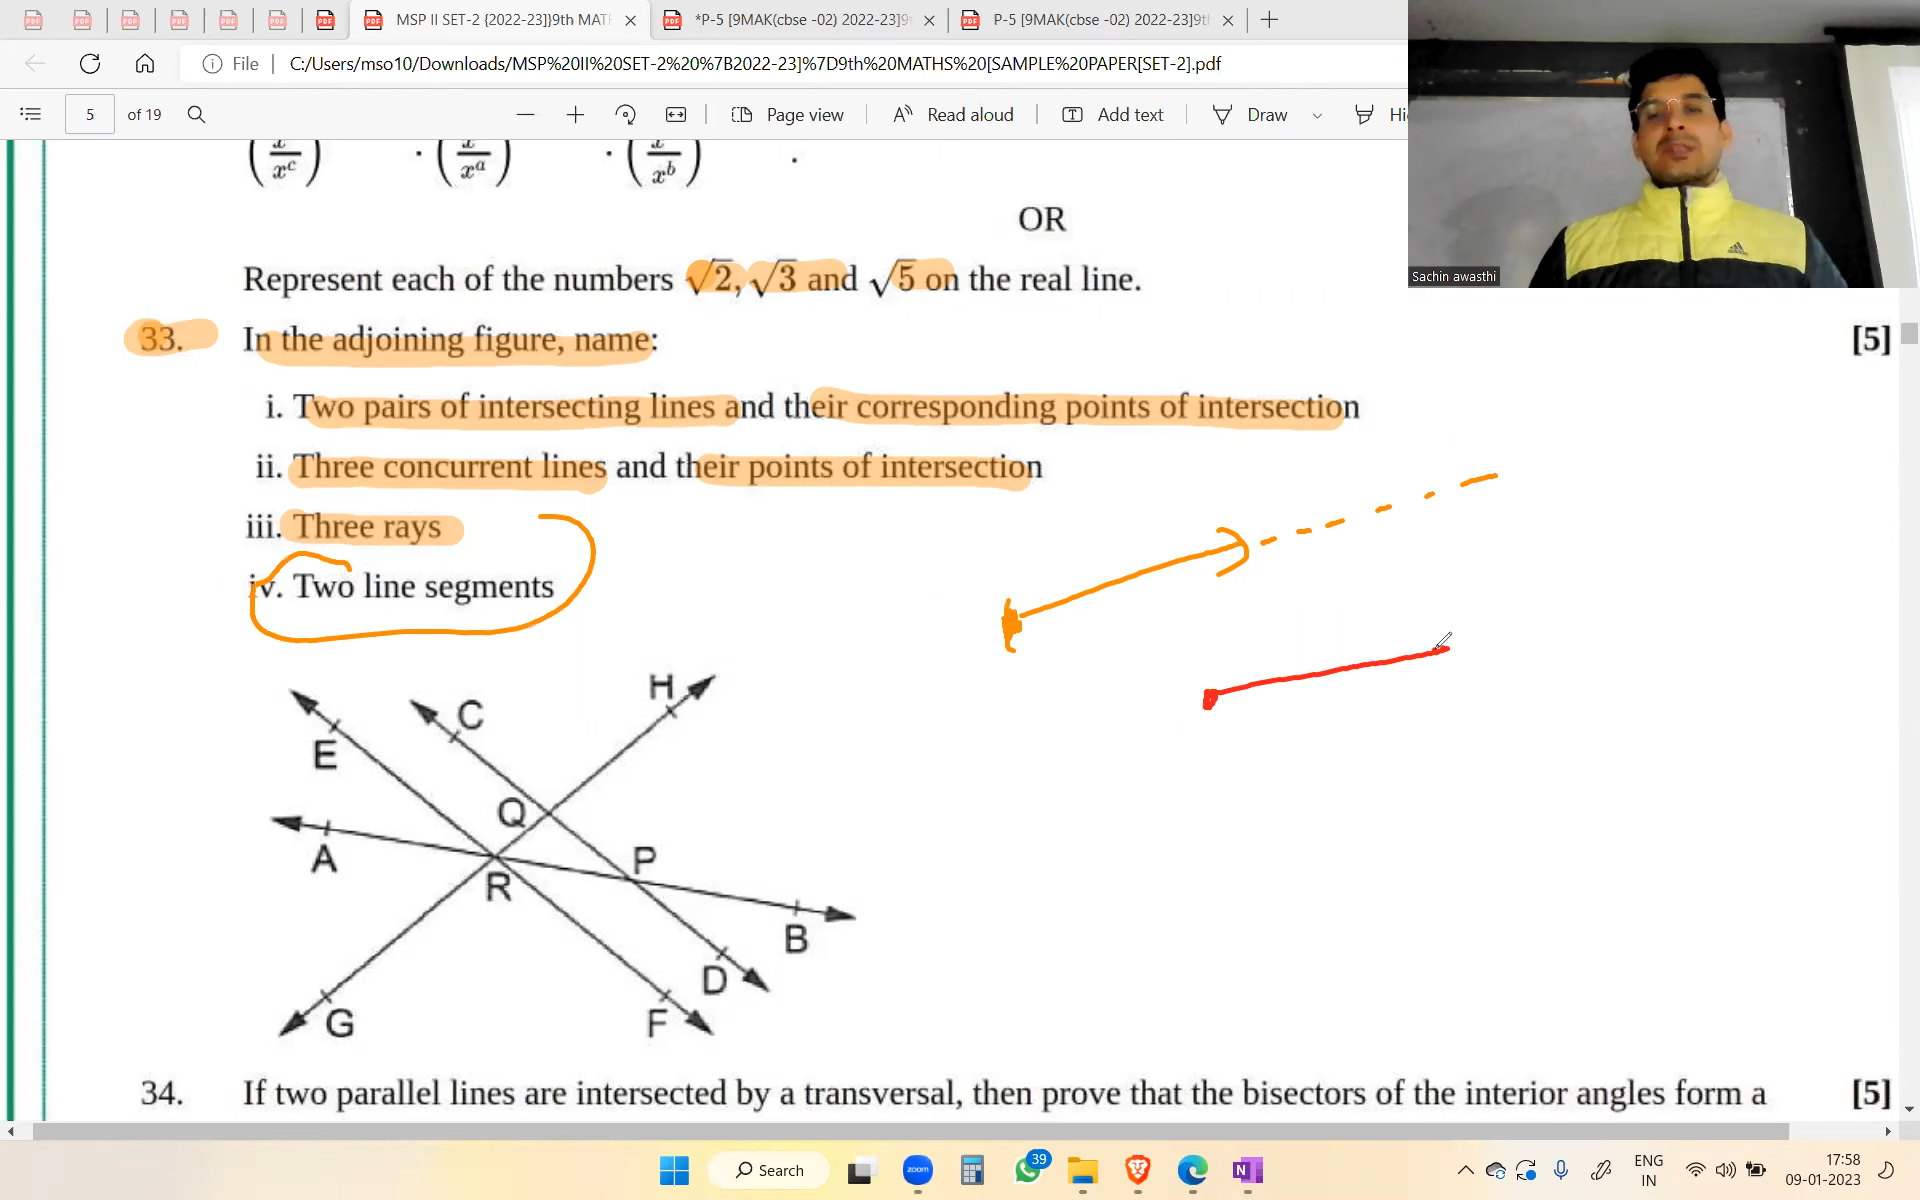 MSP II SET-2 {2022-23]}9th MAT
*P-5 [9MAK(cbse -02) 2022-23]9
P-5 [9MAK(cbse -02) 2022-23]9th
File
C:/Users/mso10/Downloads/MSP%20II%20SET-2%20%7B2022-23]%7D9th%20MATHS%20[SAMPLE%20PAPER[SET-2].pdf
5 of 19
Page view
Read aloud
Add text
Draw
Hi
Sachin awasthi
(x/x^c) · (x/x^a) · (x/x^b) .
OR
Represent each of the numbers √2, √3 and √5 on the real line.
33. In the adjoining figure, name: [5]
i. Two pairs of intersecting lines and their corresponding points of intersection
ii. Three concurrent lines and their points of intersection
iii. Three rays
iv. Two line segments
H
C
E
Q
A
P
R
B
D
G
F
34. If two parallel lines are intersected by a transversal, then prove that the bisectors of the interior angles form a [5]
Search
zoom
39
N
ENG
IN
17:58
09-01-2023